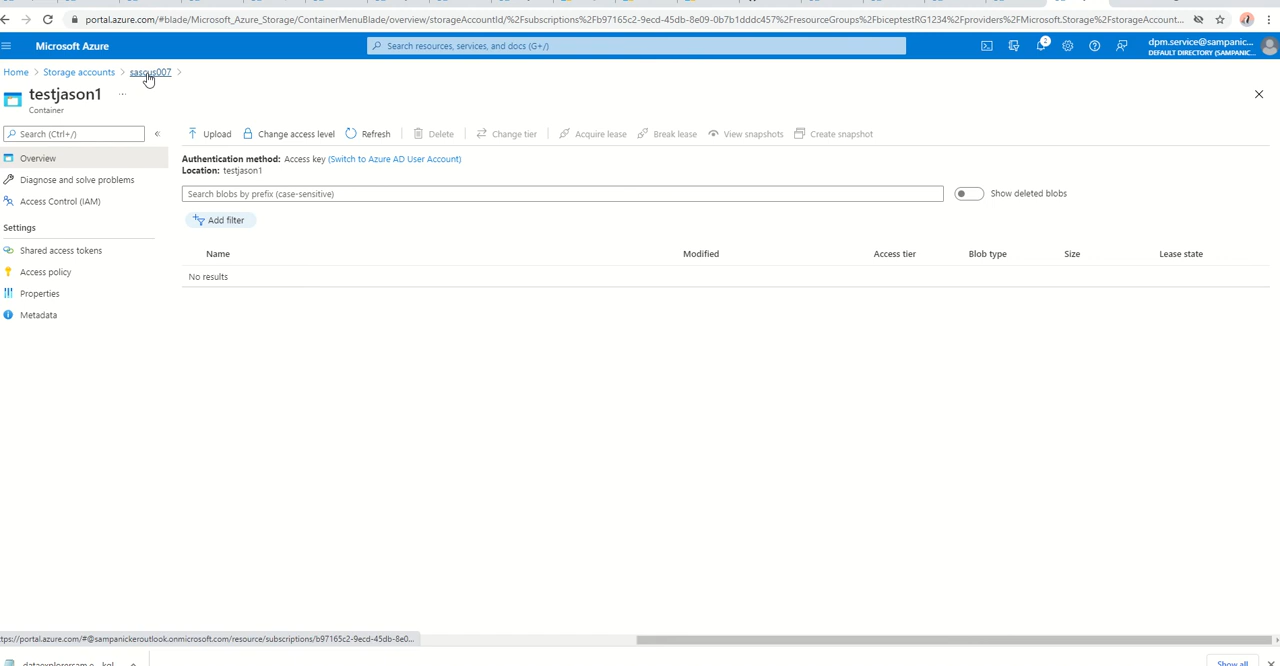 portal.azure.com/#blade/Microsoft_Azure_Storage/ContainerMenuBlade/overview/storageAccountId/%2Fsubscriptions%2Fb97165c2-9ecd-45db-8e09-0b7b1dddc457%2FresourceGroups%2FbiceptestRG1234%2Fproviders%2FMicrosoft.Storage%2FstorageAccount...
Microsoft Azure
Search resources, services, and docs (G+/)
2
dpm.service@sampanic...
DEFAULT DIRECTORY (SAMPANIC...
Home > Storage accounts > sasous007 >
testjason1 ...
Container
Search (Ctrl+/)
«
Upload
Change access level
Refresh
Delete
Change tier
Acquire lease
Break lease
View snapshots
Create snapshot
Overview
Diagnose and solve problems
Access Control (IAM)
Settings
Shared access tokens
Access policy
Properties
Metadata
Authentication method: Access key (Switch to Azure AD User Account)
Location: testjason1
Search blobs by prefix (case-sensitive)
Show deleted blobs
Add filter
Name Modified Access tier Blob type Size Lease state
No results
ttps://portal.azure.com/#@sampanickeroutlook.onmicrosoft.com/resource/subscriptions/b97165c2-9ecd-45db-8e0...
dataexplorersam.e....kql
Show all